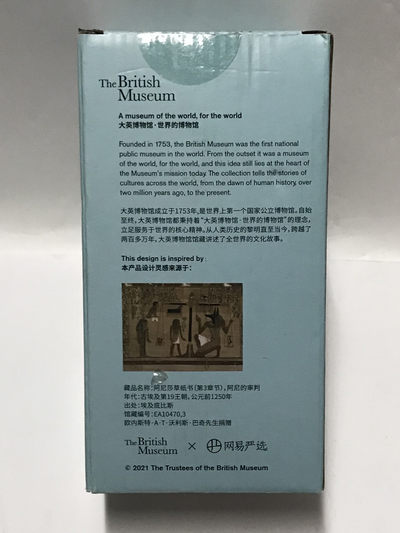 The British
Museum
A museum of the world, for the world
大英博物馆·世界的博物馆
Founded in 1753, the British Museum was the first national
public museum in the world. From the outset it was a museum
of the world, for the world, and this idea still lies at the heart of
the Museum's mission today. The collection tells the stories of
cultures across the world, from the dawn of human history, over
two million years ago, to the present.
大英博物馆成立于1753年,是世界上第一个国家公立博物馆。自始
至终,大英博物馆都秉持着"大英博物馆·世界的博物馆"的理念,
立足服务于世界的核心精神。从人类历史的黎明直至当今,跨越了
两百多万年,大英博物馆馆藏讲述了全世界的文化故事。
This design is inspired by:
本产品设计灵感来源于:
藏品名称:阿尼莎草纸书(第3章节),阿尼的审判
年代:古埃及第19王朝,公元前1250年
出处:埃及底比斯
馆藏编号:EA10470,3
欧内斯特·A·T·沃利斯·巴奇先生捐赠
The British
Museum × 网易严选
© 2021 The Trustees of the British Museum